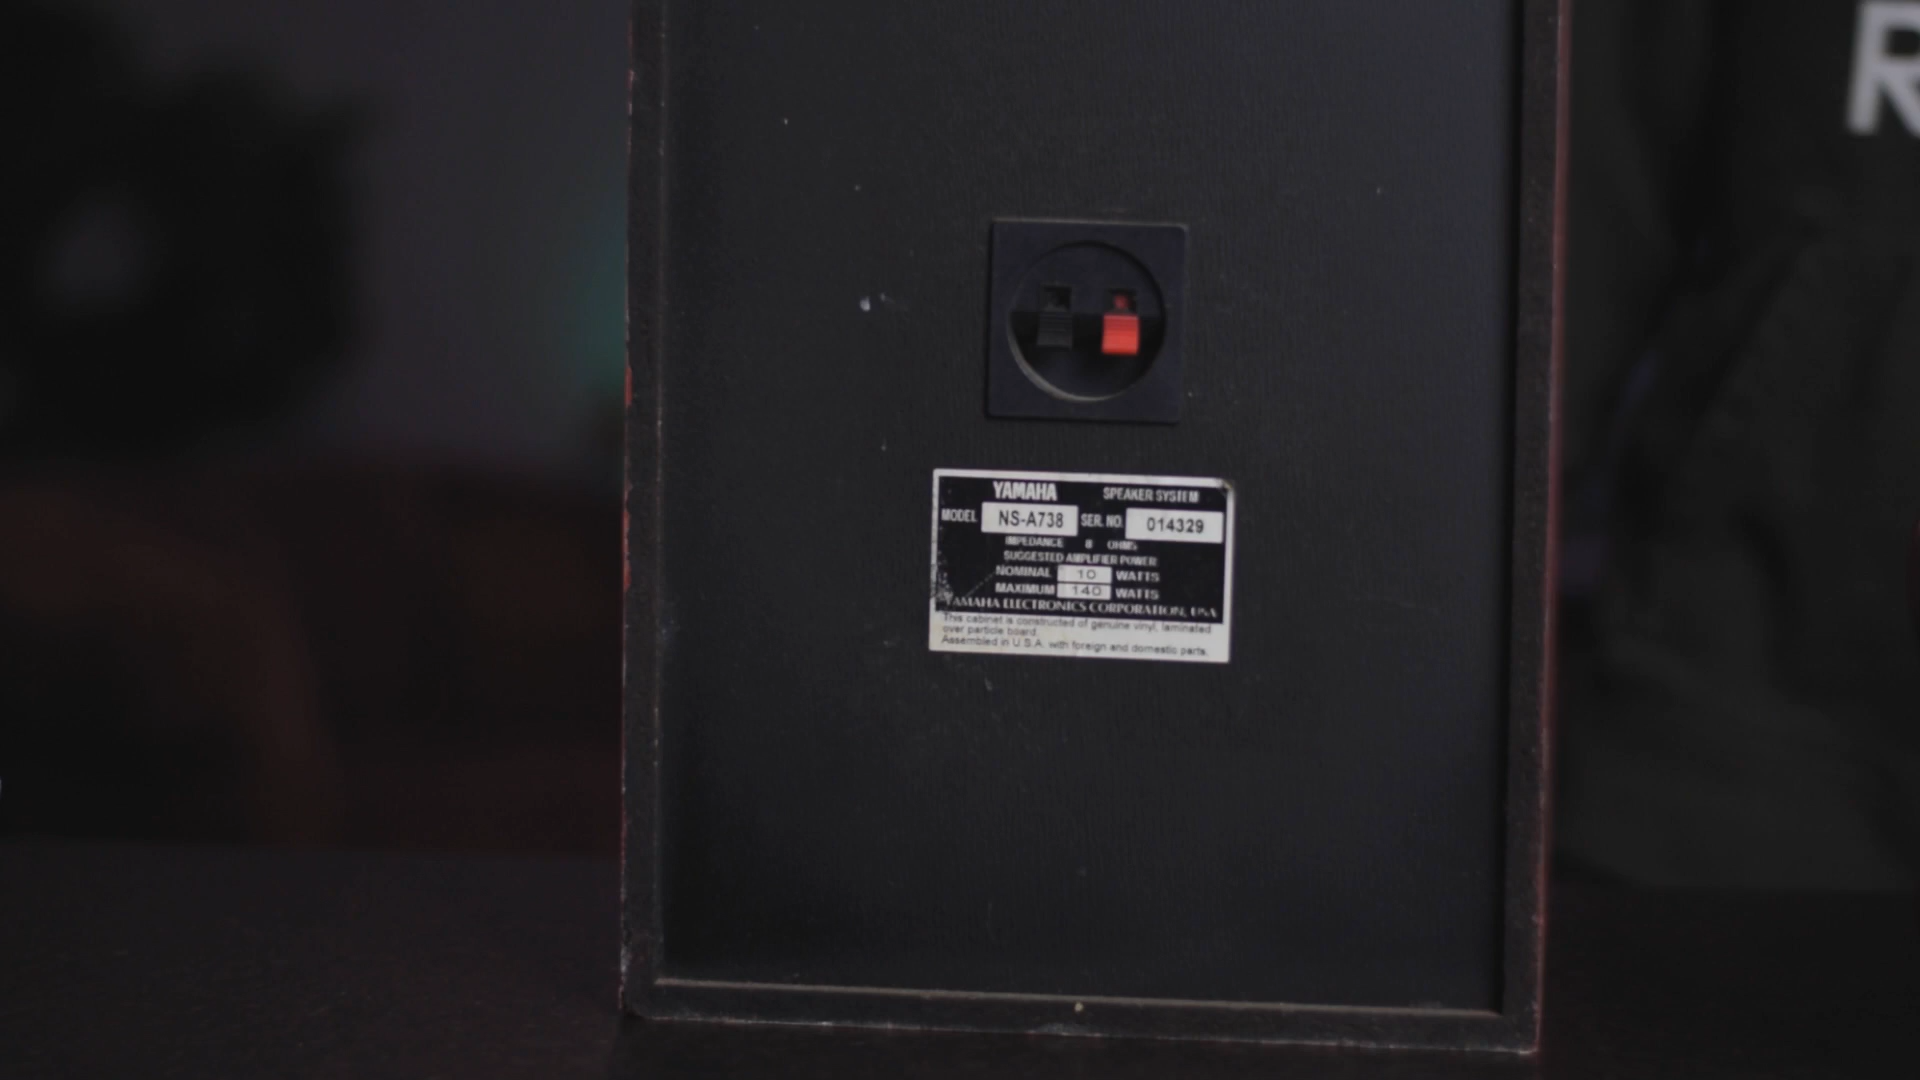 R
YAMAHA SPEAKER SYSTEM
MODEL NS-A738 SER. NO. 014329
IMPEDANCE 8 OHMS
SUGGESTED AMPLIFIER POWER
NOMINAL 10 WATTS
MAXIMUM 140 WATTS
YAMAHA ELECTRONICS CORPORATION, USA
This cabinet is constructed of genuine vinyl, laminated
over particle board
Assembled in U.S.A. with foreign and domestic parts.